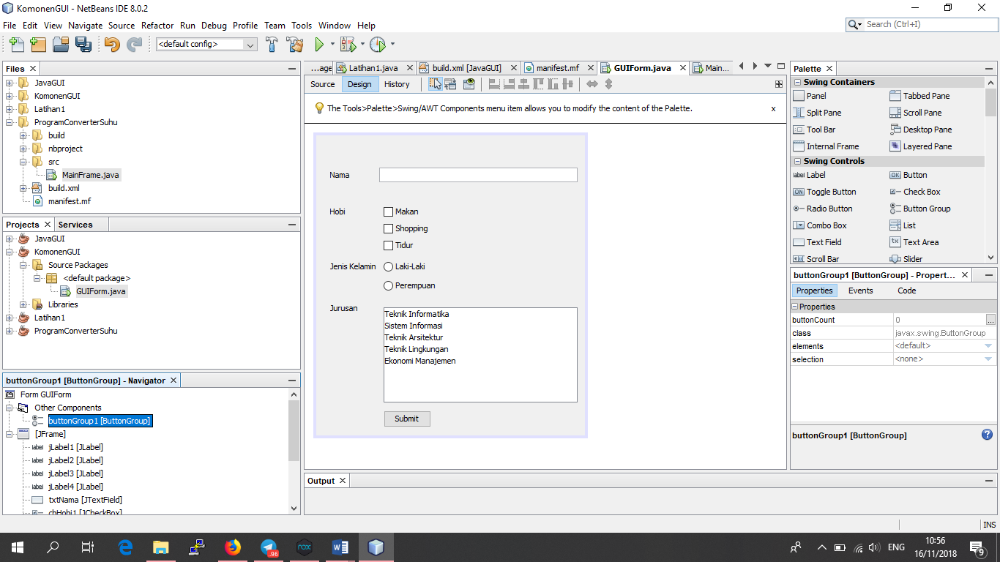 KomonenGUI - NetBeans IDE 8.0.2
File Edit View Navigate Source Refactor Run Debug Profile Team Tools Window Help
Search (Ctrl+I)
<default config>
Files
JavaGUI
KomonenGUI
Latihan1
ProgramConverterSuhu
build
nbproject
src
MainFrame.java
build.xml
manifest.mf
Projects Services
JavaGUI
KomonenGUI
Source Packages
<default package>
GUIForm.java
Libraries
Latihan1
ProgramConverterSuhu
buttonGroup1 [ButtonGroup] - Navigator
Form GUIForm
Other Components
buttonGroup1 [ButtonGroup]
[JFrame]
jLabel1 [JLabel]
jLabel2 [JLabel]
jLabel3 [JLabel]
jLabel4 [JLabel]
txtNama [JTextField]
cbHobi1 [JCheckBox]
...age Latihan1.java build.xml [JavaGUI] manifest.mf GUIForm.java Main...
Source Design History
The Tools>Palette>Swing/AWT Components menu item allows you to modify the content of the Palette. x
Nama
Hobi Makan
Shopping
Tidur
Jenis Kelamin Laki-Laki
Perempuan
Jurusan
Teknik Informatika
Sistem Informasi
Teknik Arsitektur
Teknik Lingkungan
Ekonomi Manajemen
Submit
Output
Palette
Swing Containers
Panel Tabbed Pane
Split Pane Scroll Pane
Tool Bar Desktop Pane
Internal Frame Layered Pane
Swing Controls
label Label OK Button
ON Toggle Button Check Box
Radio Button Button Group
Combo Box List
Text Field Text Area
Scroll Bar Slider
buttonGroup1 [ButtonGroup] - Propert...
Properties Events Code
Properties
buttonCount 0 ...
class javax.swing.ButtonGroup
elements <default>
selection <none>
buttonGroup1 [ButtonGroup]
INS
.96
nox
ENG
10:56
16/11/2018
9